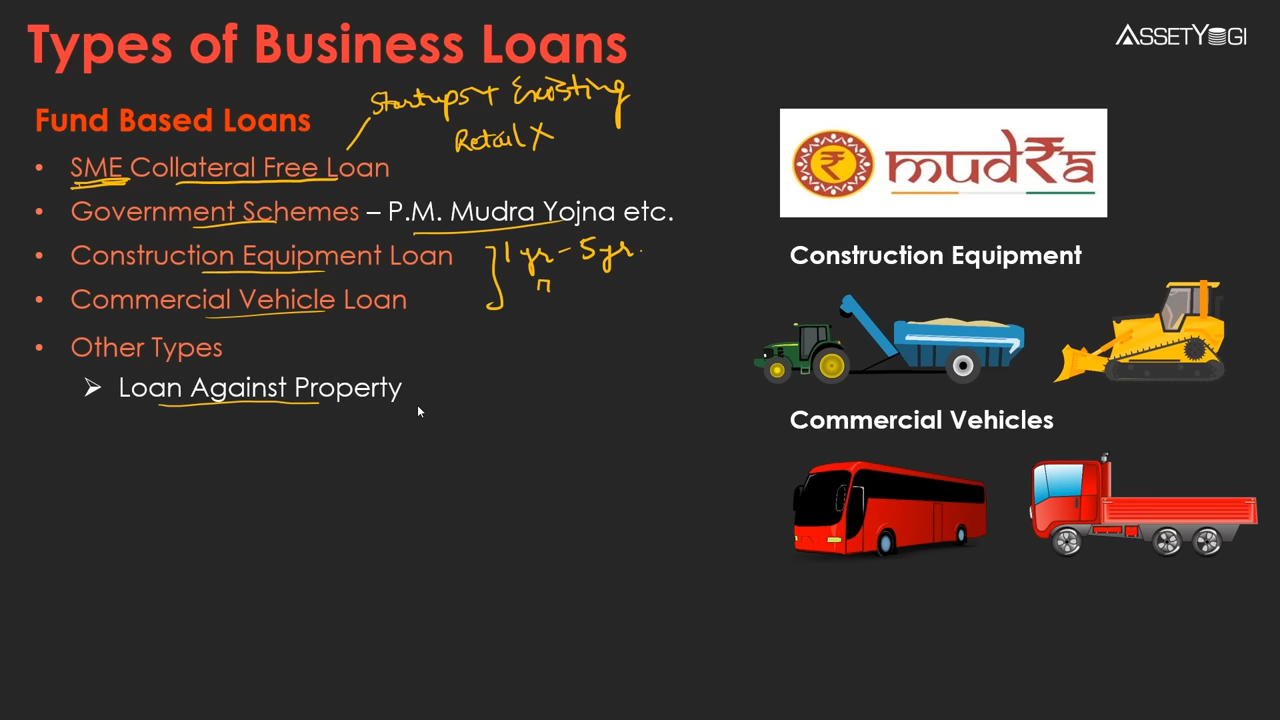 Types of Business Loans
ASSETYOGI
Fund Based Loans
Startups + Existing
Retail X
• SME Collateral Free Loan
• Government Schemes – P.M. Mudra Yojna etc.
• Construction Equipment Loan
1 yr – 5 yr.
• Commercial Vehicle Loan
• Other Types
➢ Loan Against Property
mudra
Construction Equipment
Commercial Vehicles